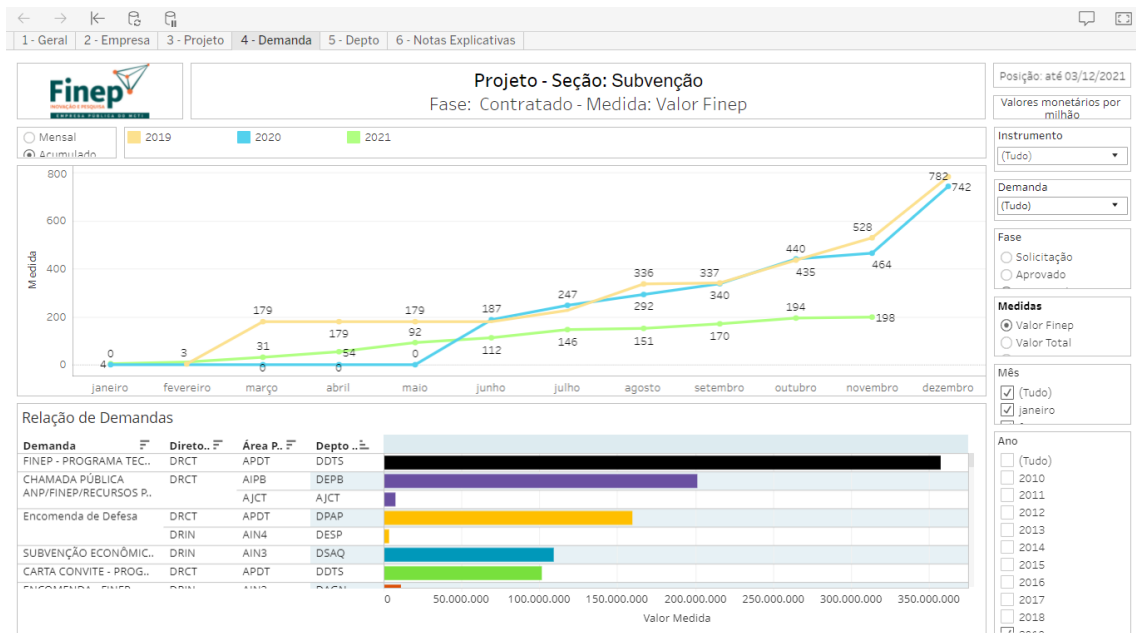 1 - Geral 2 - Empresa 3 - Projeto 4 - Demanda 5 - Depto 6 - Notas Explicativas
Finep
INOVAÇÃO E PESQUISA
EMPRESA PÚBLICA DO MCTI
Projeto - Seção: Subvenção
Fase: Contratado - Medida: Valor Finep
Posição: até 03/12/2021
Valores monetários por
milhão
Mensal
Acumulado
2019 2020 2021
Instrumento
(Tudo)
Demanda
(Tudo)
Fase
Solicitação
Aprovado
Medidas
Valor Finep
Valor Total
Mês
(Tudo)
janeiro
Ano
(Tudo)
2010
2011
2012
2013
2014
2015
2016
2017
2018
2019
Medida
800
600
400
200
0
782
742
528
464
440
435
336
337
340
292
247
187
194
198
179
179
179
170
151
146
112
92
54
31
3
0
4
0
0
0
janeiro fevereiro março abril maio junho julho agosto setembro outubro novembro dezembro
Relação de Demandas
Demanda Direto.. Área P.. Depto ..
FINEP - PROGRAMA TEC.. DRCT APDT DDTS
CHAMADA PÚBLICA DRCT AIPB DEPB
ANP/FINEP/RECURSOS P.. AJCT AJCT
Encomenda de Defesa DRCT APDT DPAP
DRIN AIN4 DESP
SUBVENÇÃO ECONÔMIC.. DRIN AIN3 DSAQ
CARTA CONVITE - PROG.. DRCT APDT DDTS
ENCOMENDA - FINEP DRIN
0 50.000.000 100.000.000 150.000.000 200.000.000 250.000.000 300.000.000 350.000.000
Valor Medida